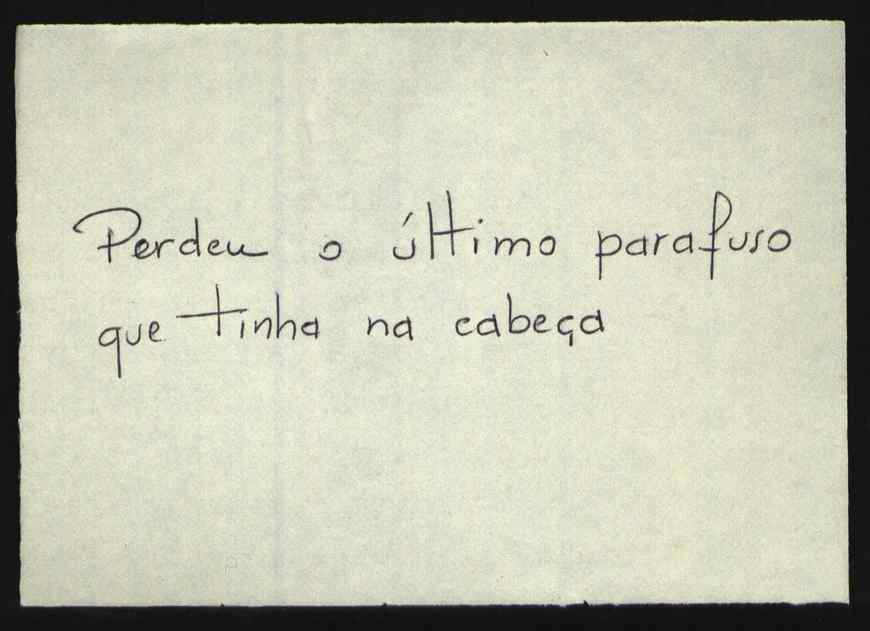 Perdeu o último parafuso
que tinha na cabeça